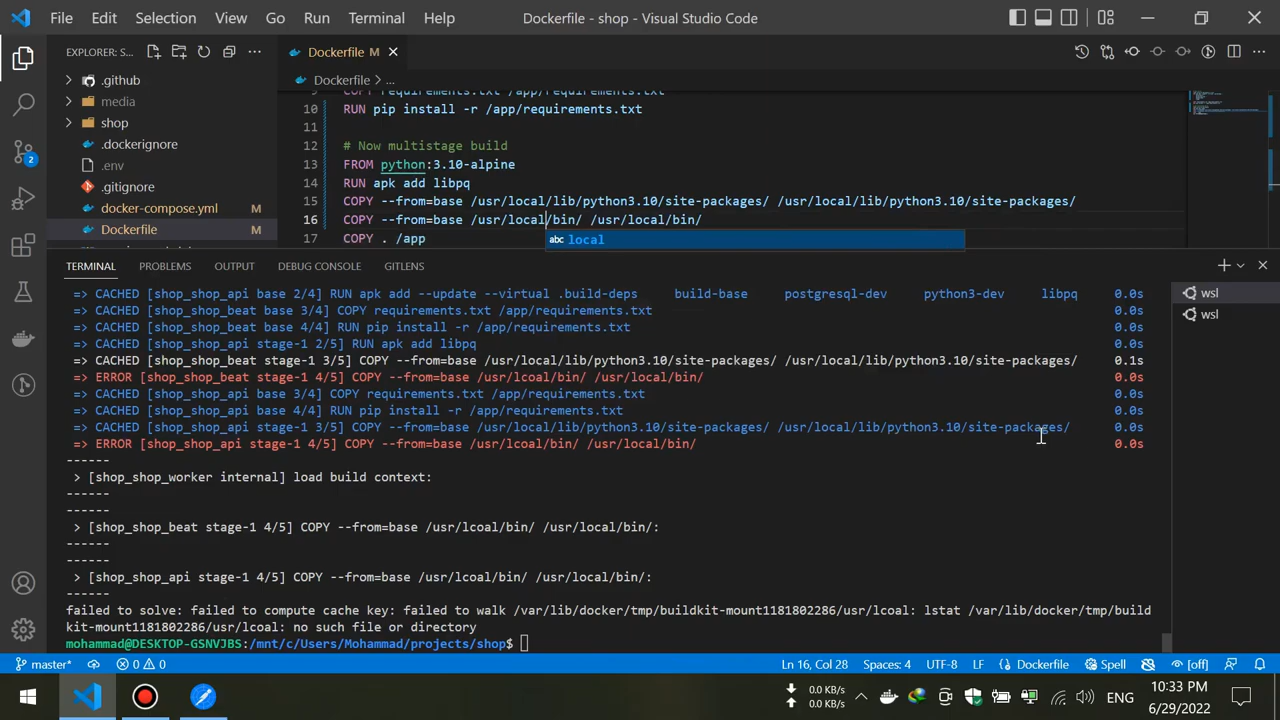 File Edit Selection View Go Run Terminal Help Dockerfile - shop - Visual Studio Code
EXPLORER: S...
.github
media
shop
.dockerignore
.env
.gitignore
docker-compose.yml M
Dockerfile M
Dockerfile M
Dockerfile > ...
9 COPY requirements.txt /app/requirements.txt
10 RUN pip install -r /app/requirements.txt
11
12 # Now multistage build
13 FROM python:3.10-alpine
14 RUN apk add libpq
15 COPY --from=base /usr/local/lib/python3.10/site-packages/ /usr/local/lib/python3.10/site-packages/
16 COPY --from=base /usr/local/bin/ /usr/local/bin/
17 COPY . /app
abc local
TERMINAL PROBLEMS OUTPUT DEBUG CONSOLE GITLENS
=> CACHED [shop_shop_api base 2/4] RUN apk add --update --virtual .build-deps build-base postgresql-dev python3-dev libpq 0.0s
=> CACHED [shop_shop_beat base 3/4] COPY requirements.txt /app/requirements.txt 0.0s
=> CACHED [shop_shop_beat base 4/4] RUN pip install -r /app/requirements.txt 0.0s
=> CACHED [shop_shop_api stage-1 2/5] RUN apk add libpq 0.0s
=> CACHED [shop_shop_beat stage-1 3/5] COPY --from=base /usr/local/lib/python3.10/site-packages/ /usr/local/lib/python3.10/site-packages/ 0.1s
=> ERROR [shop_shop_beat stage-1 4/5] COPY --from=base /usr/lcoal/bin/ /usr/local/bin/ 0.0s
=> CACHED [shop_shop_api base 3/4] COPY requirements.txt /app/requirements.txt 0.0s
=> CACHED [shop_shop_api base 4/4] RUN pip install -r /app/requirements.txt 0.0s
=> CACHED [shop_shop_api stage-1 3/5] COPY --from=base /usr/local/lib/python3.10/site-packages/ /usr/local/lib/python3.10/site-packages/ 0.0s
=> ERROR [shop_shop_api stage-1 4/5] COPY --from=base /usr/lcoal/bin/ /usr/local/bin/ 0.0s
------
> [shop_shop_worker internal] load build context:
------
------
> [shop_shop_beat stage-1 4/5] COPY --from=base /usr/lcoal/bin/ /usr/local/bin/:
------
------
> [shop_shop_api stage-1 4/5] COPY --from=base /usr/lcoal/bin/ /usr/local/bin/:
------
failed to solve: failed to compute cache key: failed to walk /var/lib/docker/tmp/buildkit-mount1181802286/usr/lcoal: lstat /var/lib/docker/tmp/build
kit-mount1181802286/usr/lcoal: no such file or directory
mohammad@DESKTOP-GSNVJBS:/mnt/c/Users/Mohammad/projects/shop$
wsl
wsl
2
master* 0 0 Ln 16, Col 28 Spaces: 4 UTF-8 LF Dockerfile Spell [off]
0.0 KB/s
0.0 KB/s
ENG
10:33 PM
6/29/2022